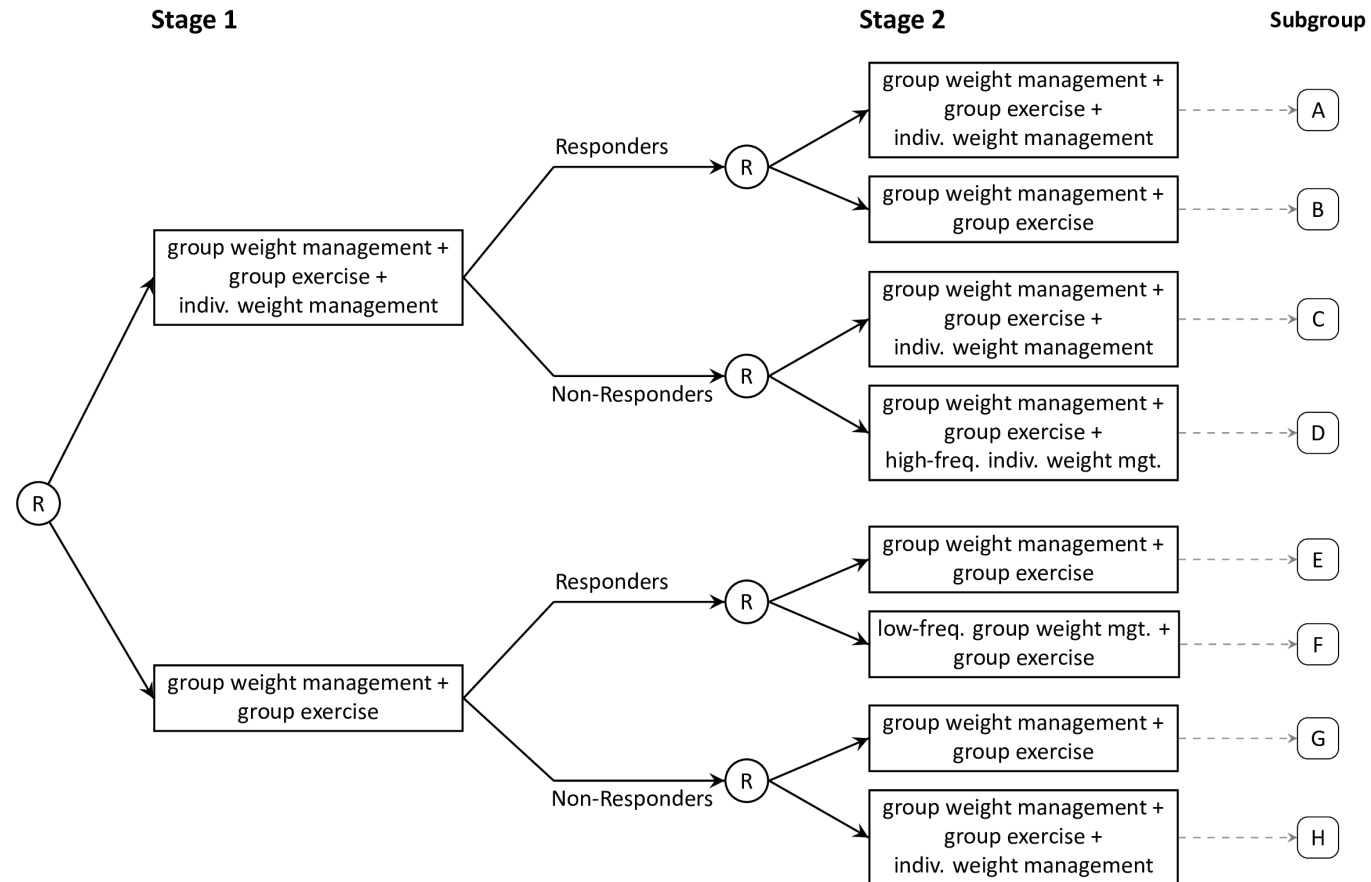 Stage 1
Stage 2
Subgroup
group weight management +
group exercise +
indiv. weight management
A
Responders
R
group weight management +
group exercise
B
group weight management +
group exercise +
indiv. weight management
group weight management +
group exercise +
indiv. weight management
C
R
Non-Responders
group weight management +
group exercise +
high-freq. indiv. weight mgt.
D
R
group weight management +
group exercise
E
Responders
R
low-freq. group weight mgt. +
group exercise
F
group weight management +
group exercise
group weight management +
group exercise
G
R
Non-Responders
group weight management +
group exercise +
indiv. weight management
H